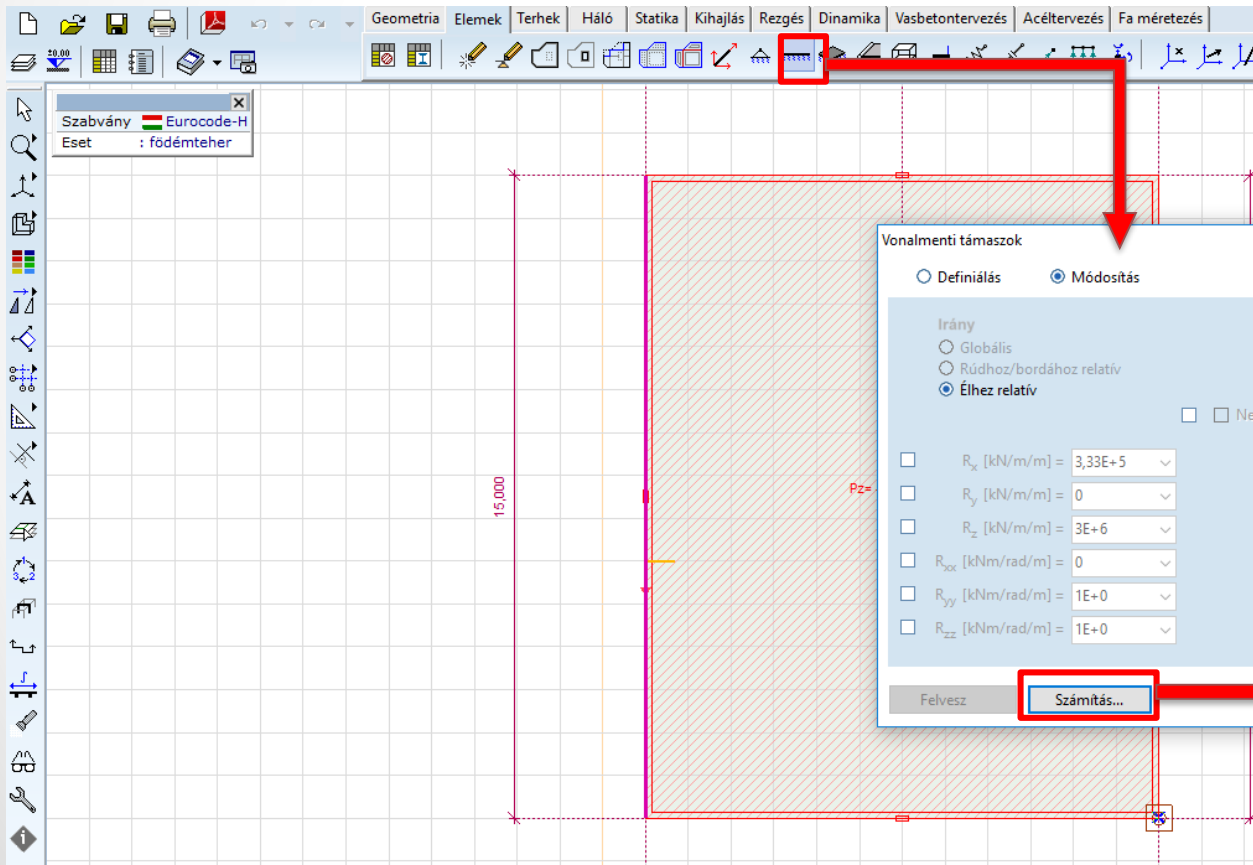 Geometria Elemek Terhek Háló Statika Kihajlás Rezgés Dinamika Vasbetontervezés Acéltervezés Fa méretezés
Szabvány Eurocode-H
Eset : födémteher
15,000
Pz=
Vonalmenti támaszok
Definiálás Módosítás
Irány
Globális
Rúdhoz/bordához relatív
Élhez relatív
Ne
Rx [kN/m/m] = 3,33E+5
Ry [kN/m/m] = 0
Rz [kN/m/m] = 3E+6
Rxx [kNm/rad/m] = 0
Ryy [kNm/rad/m] = 1E+0
Rzz [kNm/rad/m] = 1E+0
Felvesz Számítás...